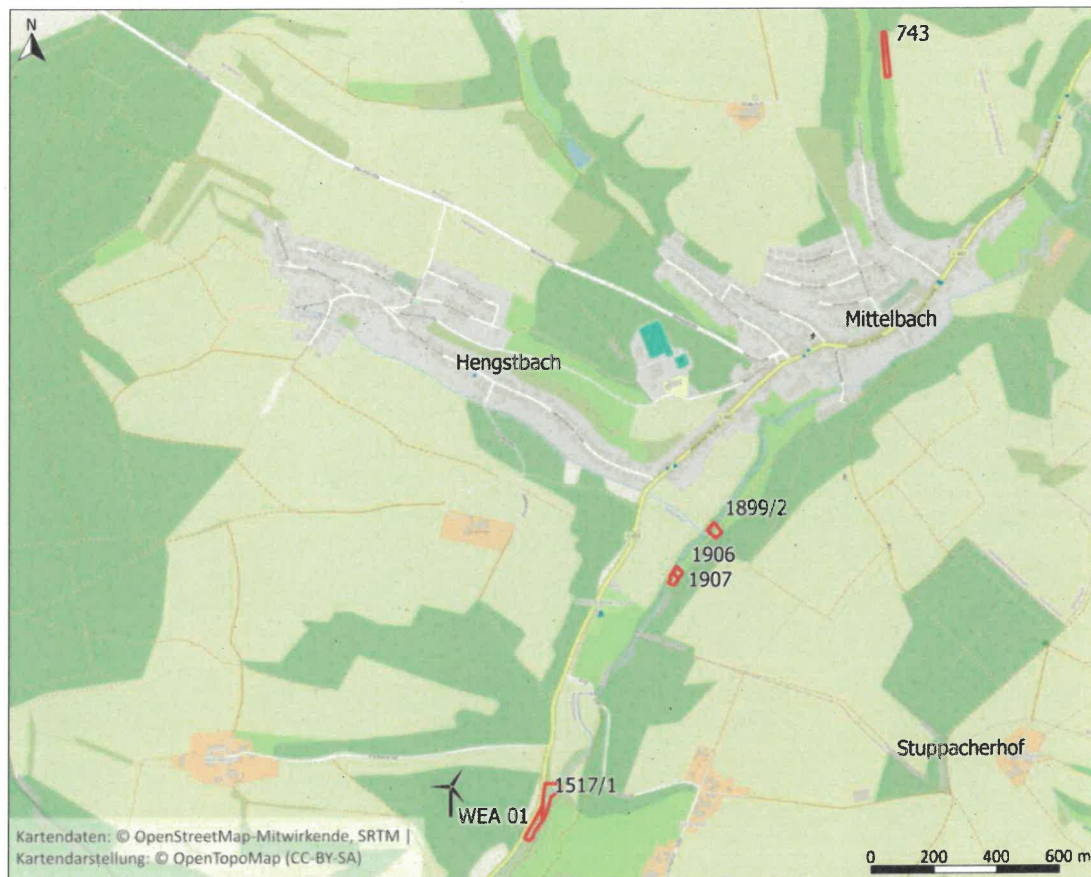 N
743
Mittelbach
Hengstbach
1899/2
1906
1907
Stuppacherhof
1517/1
WEA 01
Kartendaten: © OpenStreetMap-Mitwirkende, SRTM |
Kartendarstellung: © OpenTopoMap (CC-BY-SA)
0 200 400 600 m